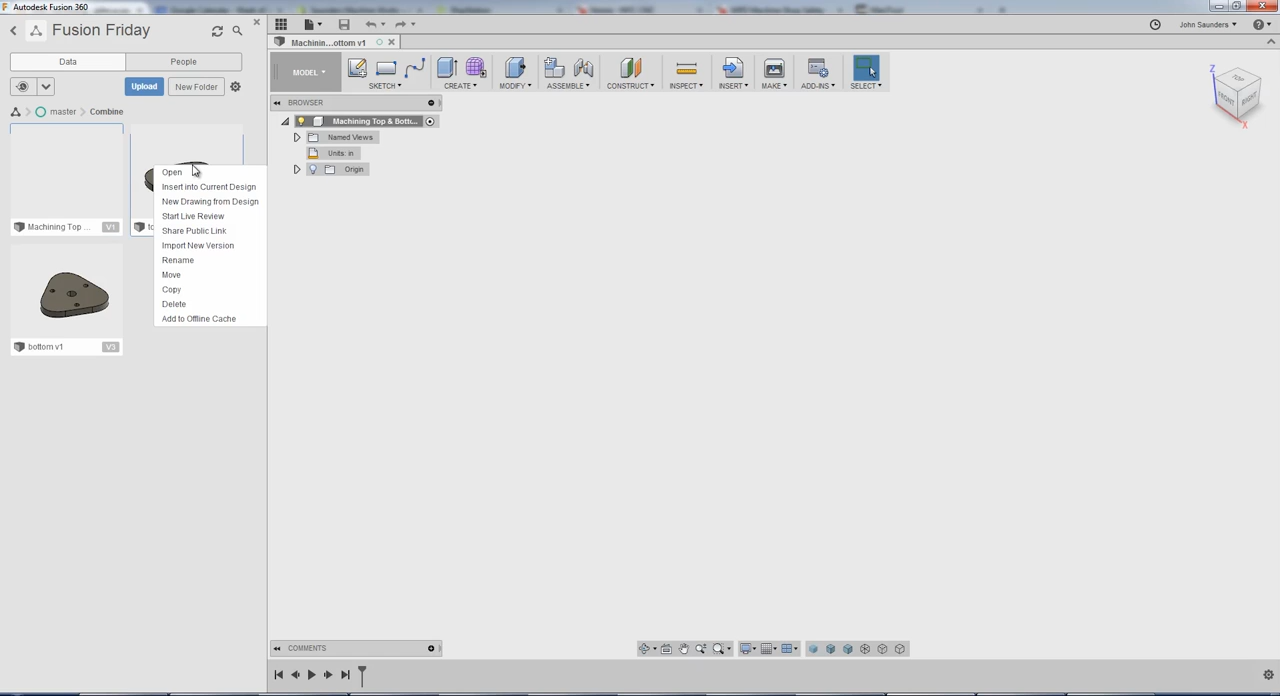 Autodesk Fusion 360
Fusion Friday
John Saunders
Data
People
Machinin...ottom v1
Upload
New Folder
MODEL
SKETCH
CREATE
MODIFY
ASSEMBLE
CONSTRUCT
INSPECT
INSERT
MAKE
ADD-INS
SELECT
master
Combine
BROWSER
Machining Top & Bott...
Named Views
Units: in
Origin
TOP
FRONT
RIGHT
Z
X
Open
Insert into Current Design
New Drawing from Design
Start Live Review
Share Public Link
Import New Version
Rename
Move
Copy
Delete
Add to Offline Cache
Machining Top ...
V1
bottom v1
V3
COMMENTS